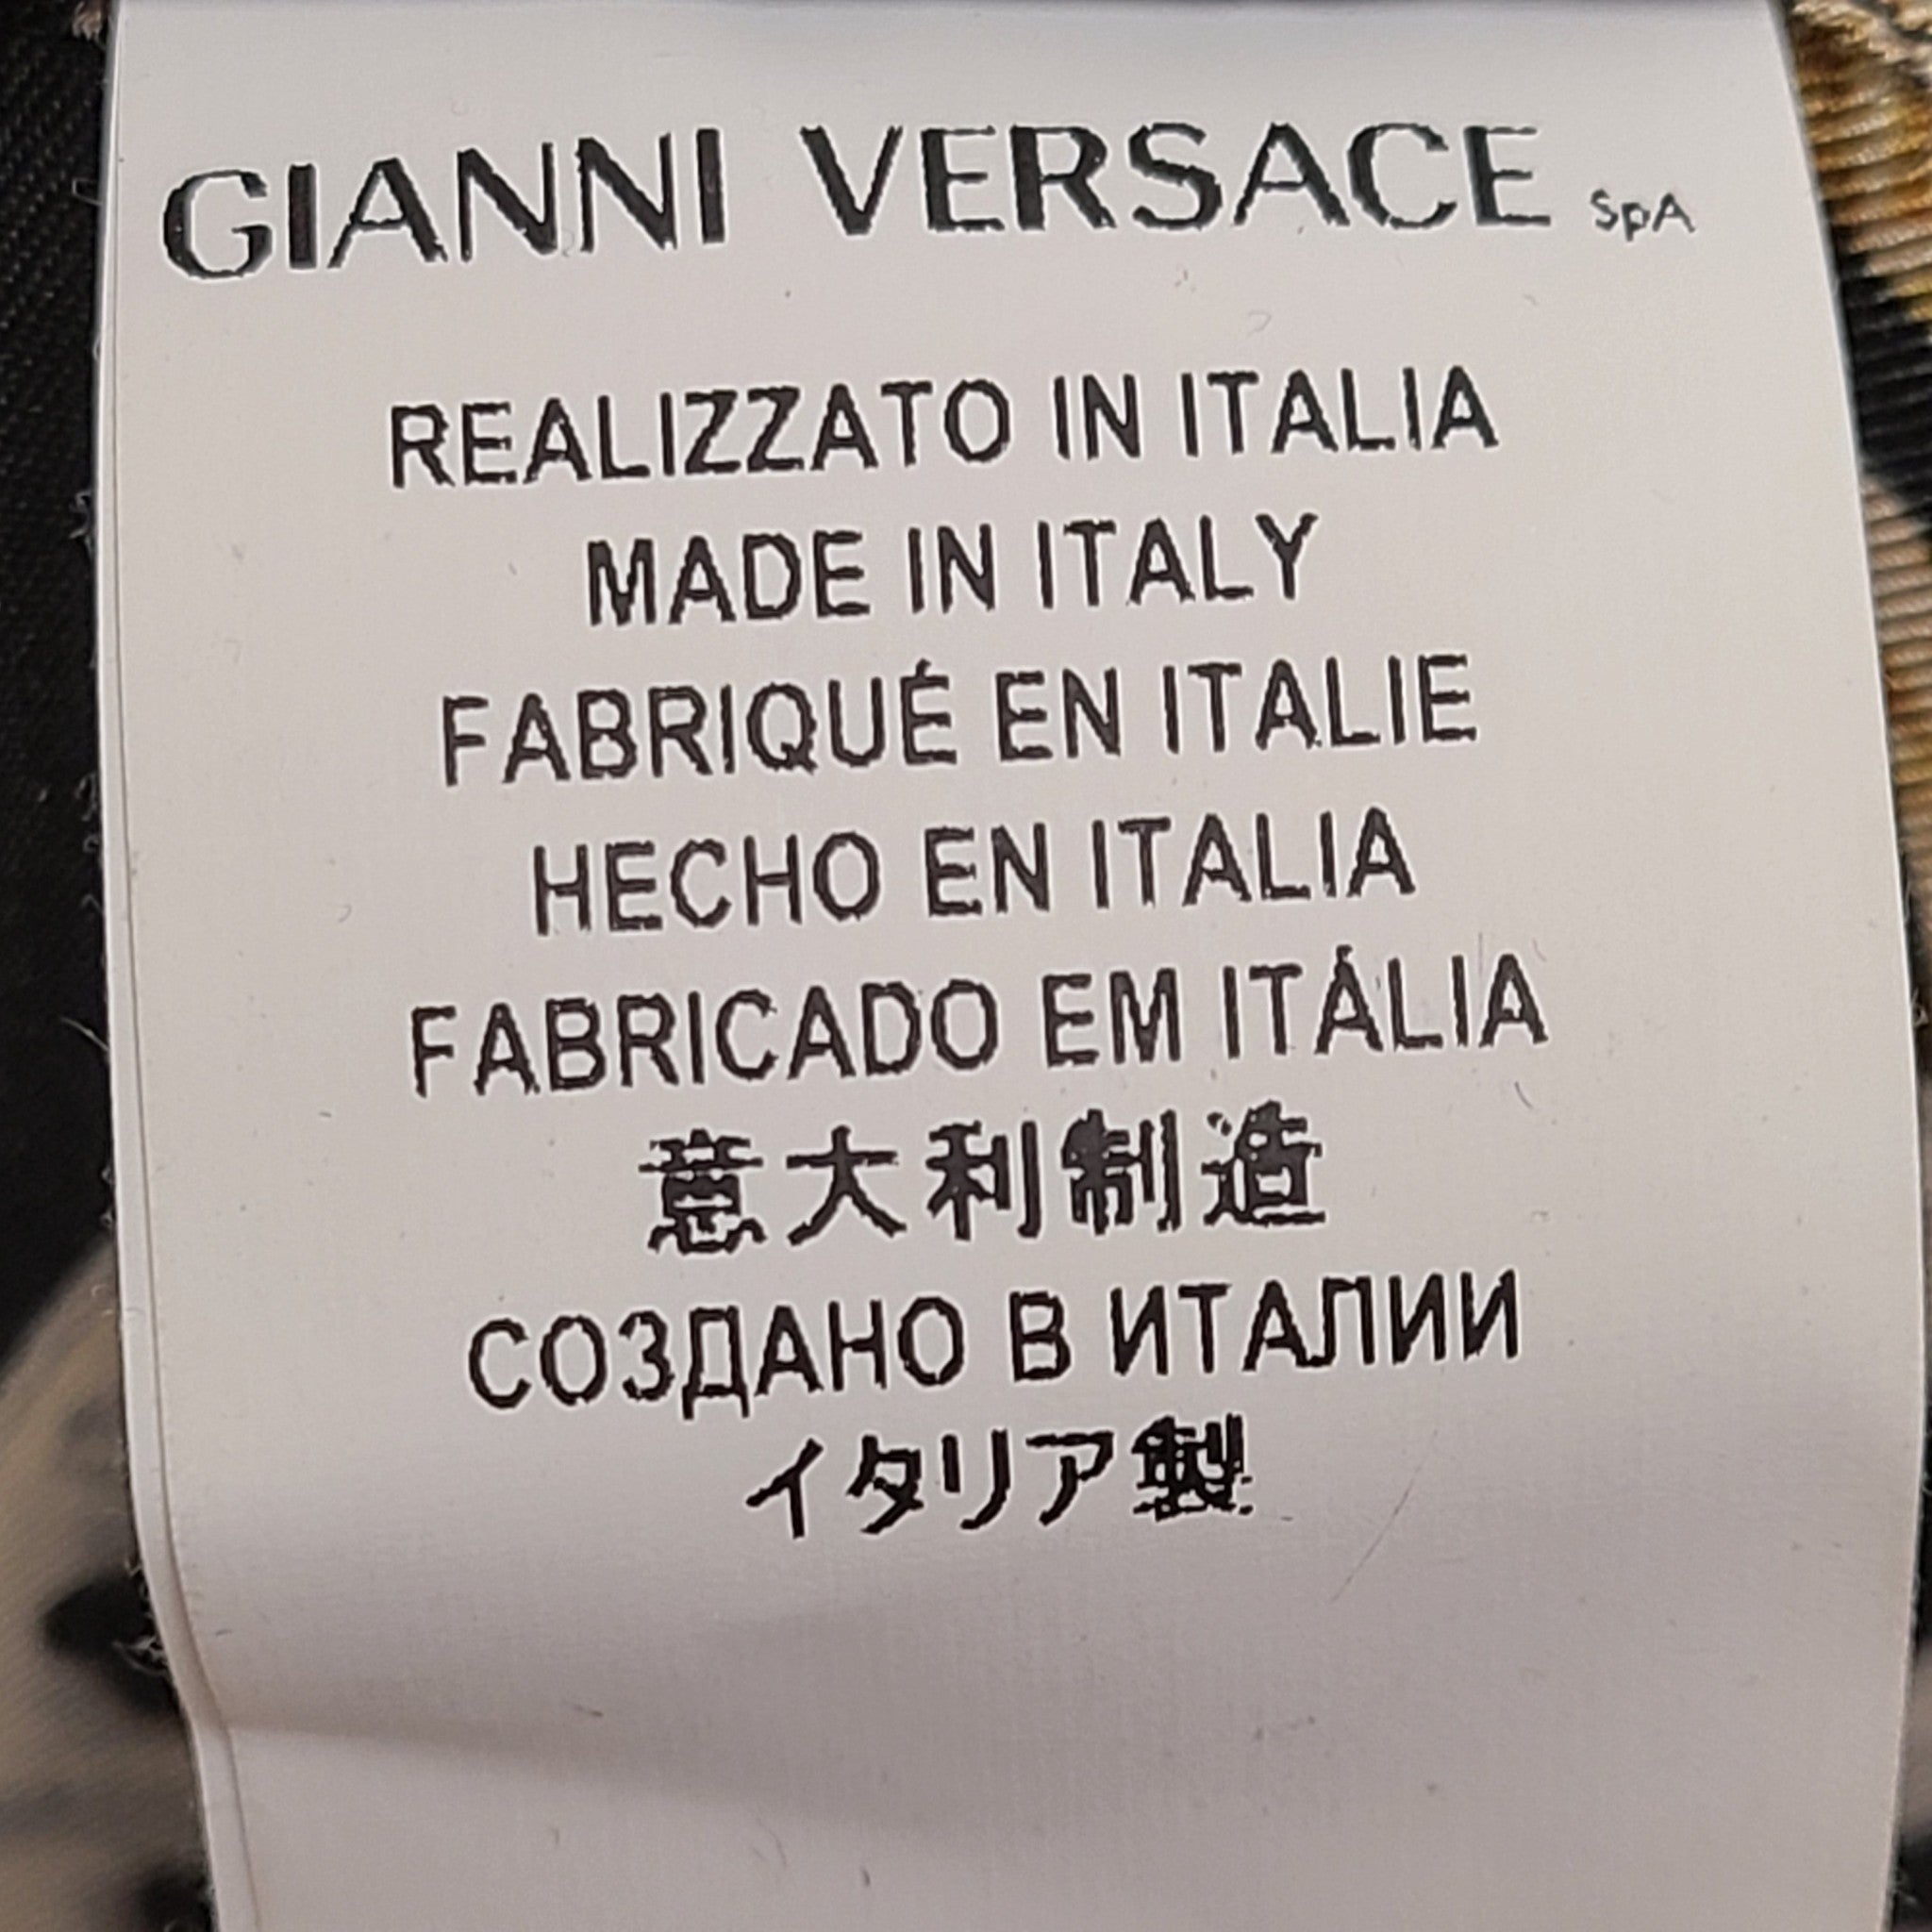 GIANNI VERSACE SpA
REALIZZATO IN ITALIA
MADE IN ITALY
FABRIQUÉ EN ITALIE
HECHO EN ITALIA
FABRICADO EM ITÁLIA
意大利制造
СОЗДАНО В ИТАЛИИ
イタリア製